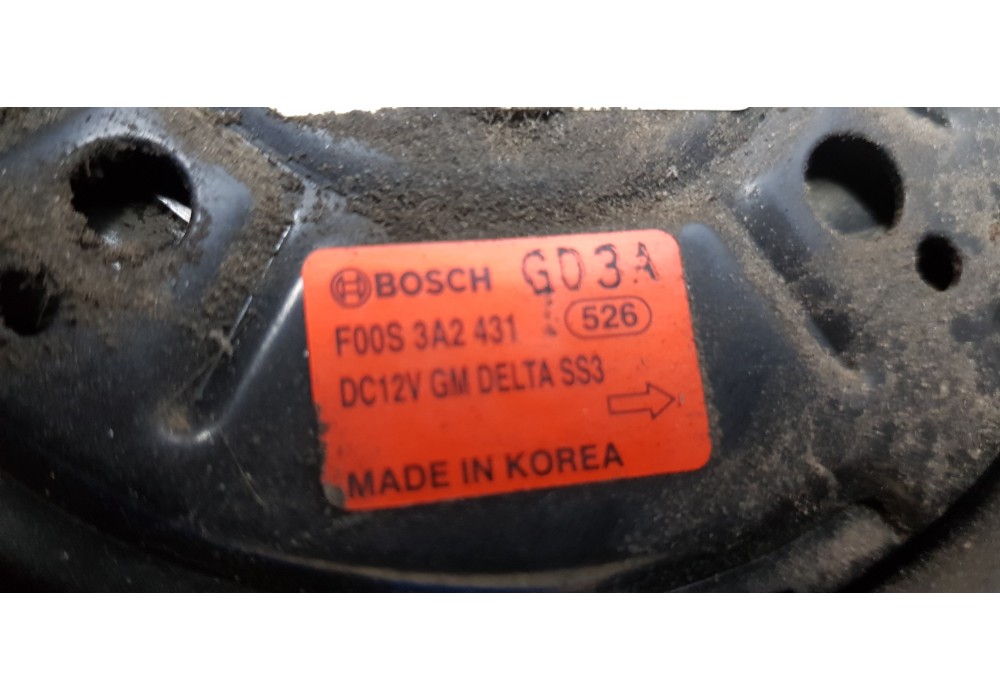 BOSCH GD3A
F00S 3A2 431 526
DC12V GM DELTA SS3
MADE IN KOREA